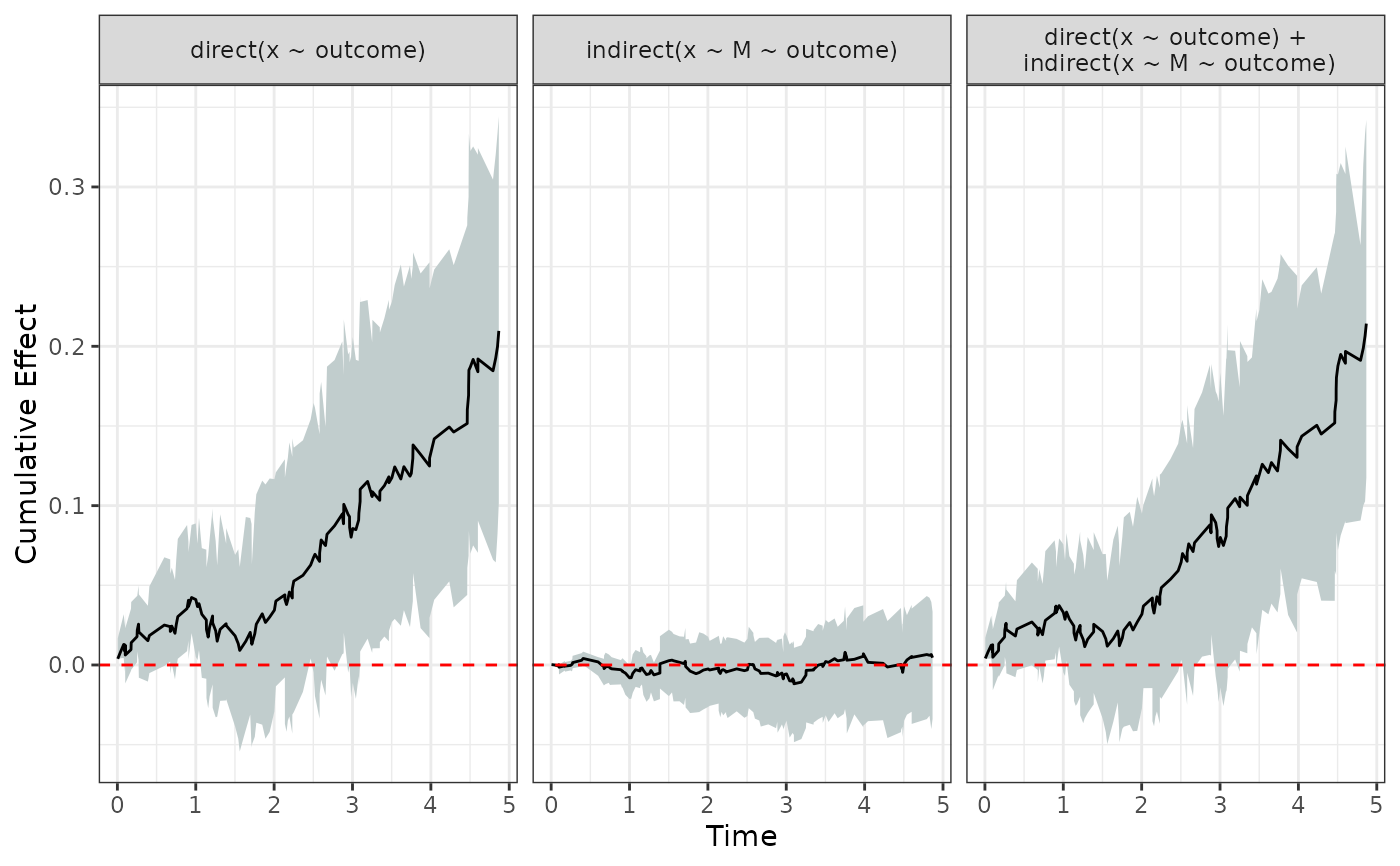 direct(x ~ outcome)
indirect(x ~ M ~ outcome)
direct(x ~ outcome) +
indirect(x ~ M ~ outcome)
Cumulative Effect
0.3
0.2
0.1
0.0
0 1 2 3 4 5
0 1 2 3 4 5
0 1 2 3 4 5
Time